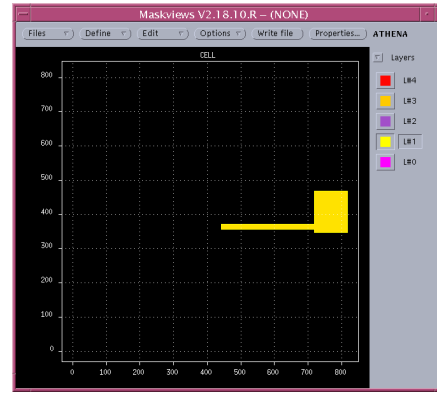 Maskviews V2.18.10.R – (NONE)
Files Define Edit Options Write file Properties... ATHENA
CELL
Layers
L#4
L#3
L#2
L#1
L#0
800
700
600
500
400
300
200
100
0
0 100 200 300 400 500 600 700 800